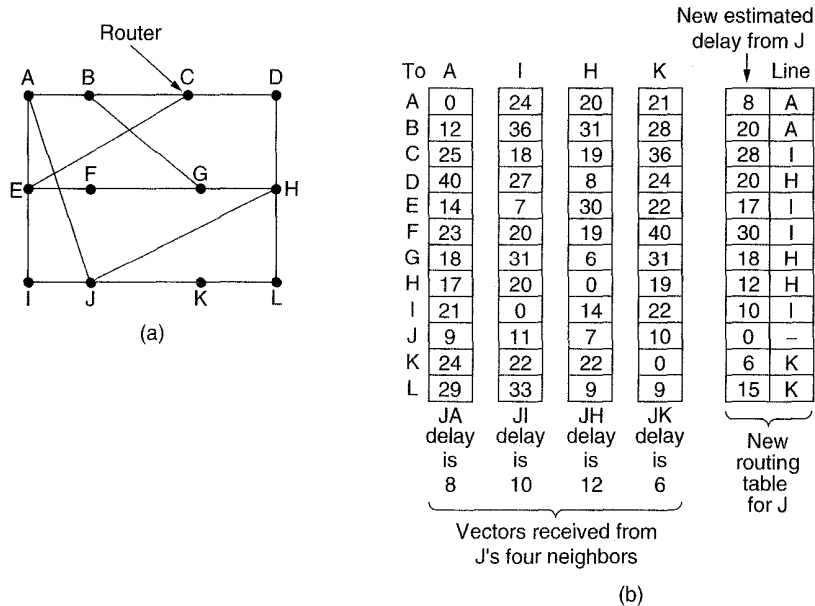 Router
A B C D
E F G H
I J K L
(a)
New estimated
delay from J
To A I H K Line
A 0 24 20 21 8 A
B 12 36 31 28 20 A
C 25 18 19 36 28 I
D 40 27 8 24 20 H
E 14 7 30 22 17 I
F 23 20 19 40 30 I
G 18 31 6 31 18 H
H 17 20 0 19 12 H
I 21 0 14 22 10 I
J 9 11 7 10 0 –
K 24 22 22 0 6 K
L 29 33 9 9 15 K
JA JI JH JK
delay delay delay delay
is is is is
8 10 12 6
New
routing
table
for J
Vectors received from
J's four neighbors
(b)